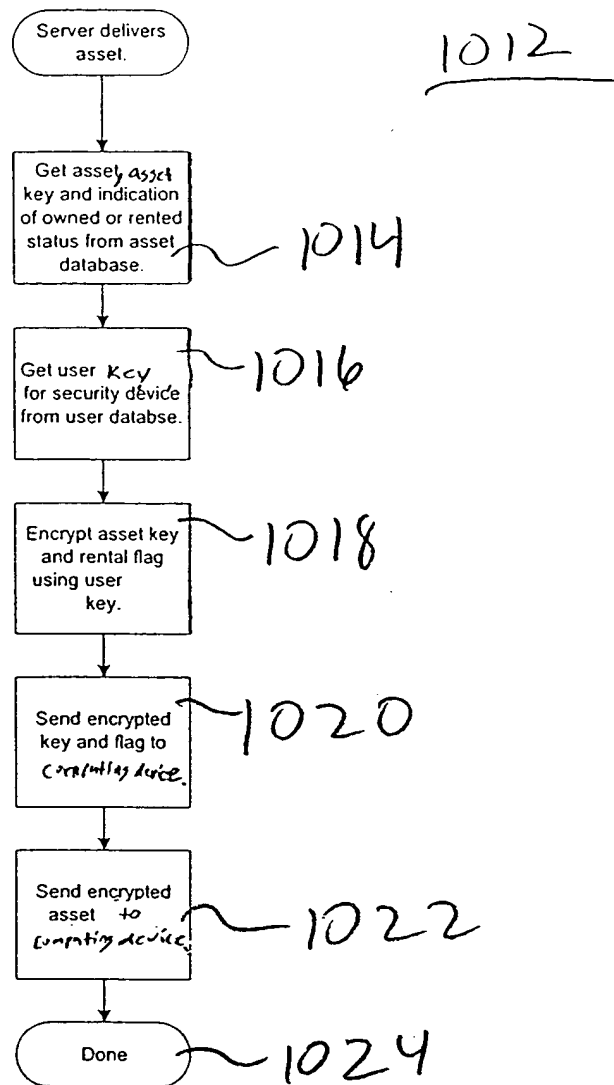 Server delivers
asset.
1012
Get asset, asset
key and indication
of owned or rented
status from asset
database.
1014
Get user key
for security device
from user databse.
1016
Encrypt asset key
and rental flag
using user
key.
1018
Send encrypted
key and flag to
computing device.
1020
Send encrypted
asset to
computing device.
1022
Done
1024